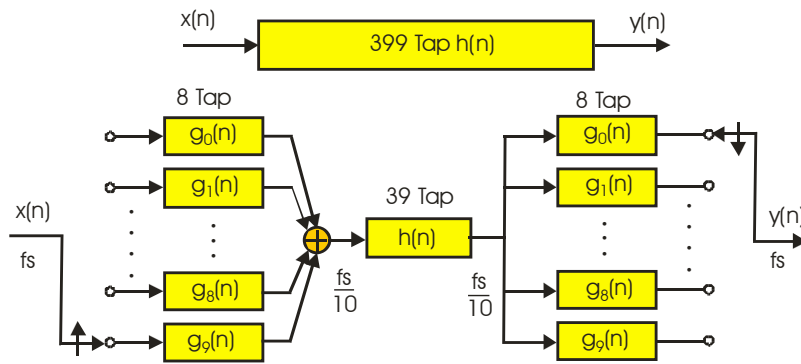 x(n)
399 Tap h(n)
y(n)
8 Tap
8 Tap
g0(n)
g0(n)
g1(n)
g1(n)
39 Tap
x(n)
h(n)
y(n)
fs
fs
g8(n)
fs
10
fs
10
g8(n)
g9(n)
g9(n)